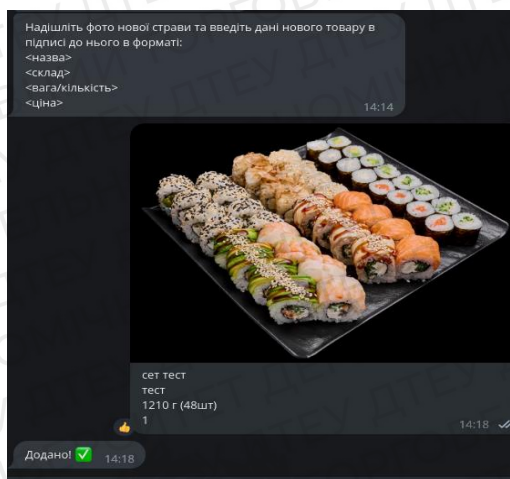 Надішліть фото нової страви та введіть дані нового товару в
підписі до нього в форматі:
<назва>
<склад>
<вага/кількість>
<ціна>
14:14
сет тест
тест
1210 г (48шт)
1
14:18
Додано! ✅ 14:18